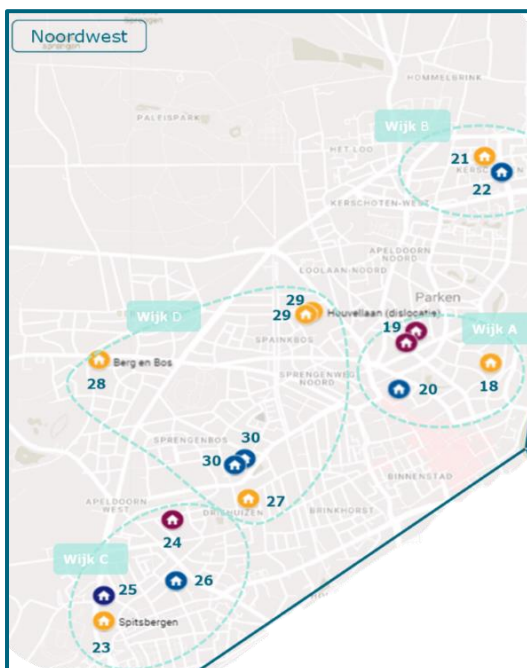 Noordwest
HOMMELBRINK
PALEISPARK
Wijk B
HET LOO
21
22
KERSCHOTEN-WEST
APELDOORN
NOORD
LOOLAAN-NOORD
Parken
29
Houvellaan (dislocatie)
29
19
Wijk A
Wijk D
SPAINKBOS
Berg en Bos
28
SPRENGENWEG
NOORD
20
18
SPRENGENBOS
30
30
BINNENSTAD
27
APELDOORN
WEST
DRIEHUIZEN
BRINKHORST
24
Wijk C
25
26
Spitsbergen
23